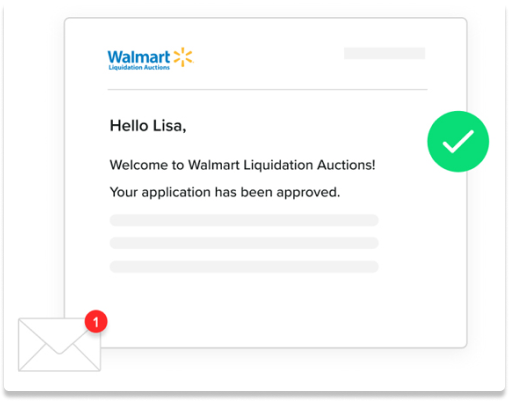 Walmart
Liquidation Auctions
Hello Lisa,
Welcome to Walmart Liquidation Auctions!
Your application has been approved.
1